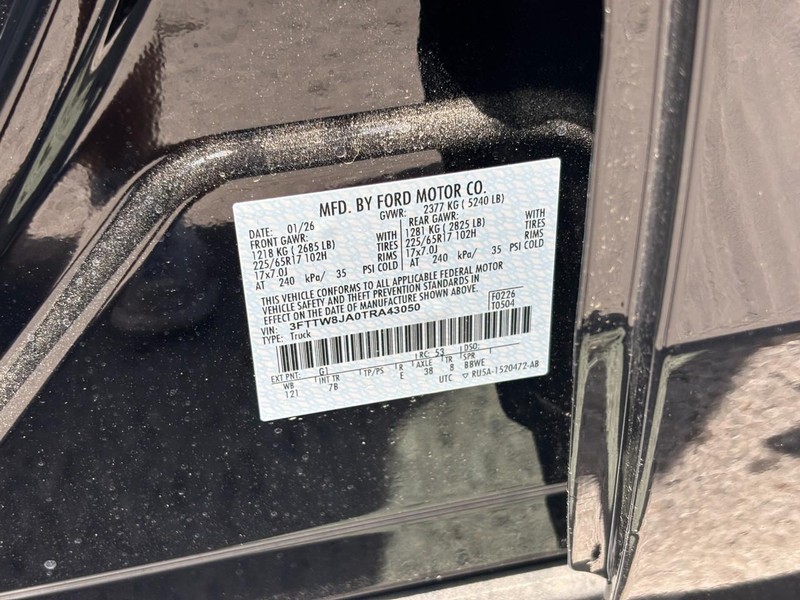 MFD. BY FORD MOTOR CO.
DATE: 01/26 GVWR: 2377 KG ( 5240 LB)
FRONT GAWR: REAR GAWR:
1218 KG ( 2685 LB) WITH 1281 KG ( 2825 LB) WITH
225/65R17 102H TIRES 225/65R17 102H TIRES
17x7.0J RIMS 17x7.0J RIMS
AT 240 kPa/ 35 PSI COLD AT 240 kPa/ 35 PSI COLD
THIS VEHICLE CONFORMS TO ALL APPLICABLE FEDERAL MOTOR
VEHICLE SAFETY AND THEFT PREVENTION STANDARDS IN
EFFECT ON THE DATE OF MANUFACTURE SHOWN ABOVE.
F0226
T0504
VIN: 3FTTW8JA0TRA43050
TYPE: Truck
EXT PNT: G1 RC: 53 DSO:
WB INT TR TP/PS R AXLE TR SPR
121 7B E 38 8 BBWE
UTC RU5A-1520472-AB